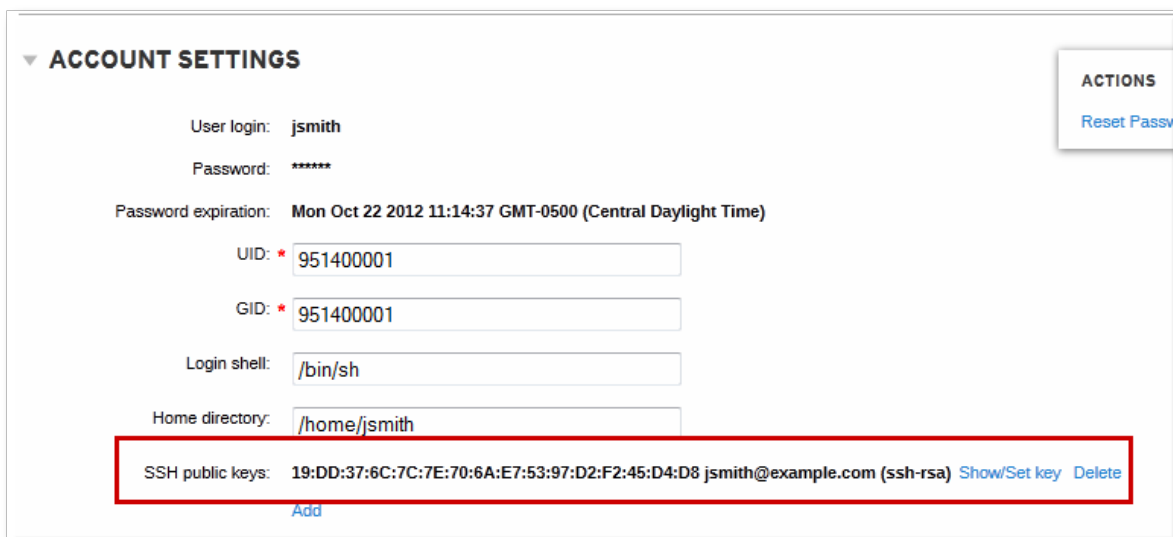 ACCOUNT SETTINGS
ACTIONS
Reset Passw
User login: jsmith
Password: ******
Password expiration: Mon Oct 22 2012 11:14:37 GMT-0500 (Central Daylight Time)
UID: * 951400001
GID: * 951400001
Login shell: /bin/sh
Home directory: /home/jsmith
SSH public keys: 19:DD:37:6C:7C:7E:70:6A:E7:53:97:D2:F2:45:D4:D8 jsmith@example.com (ssh-rsa) Show/Set key Delete
Add